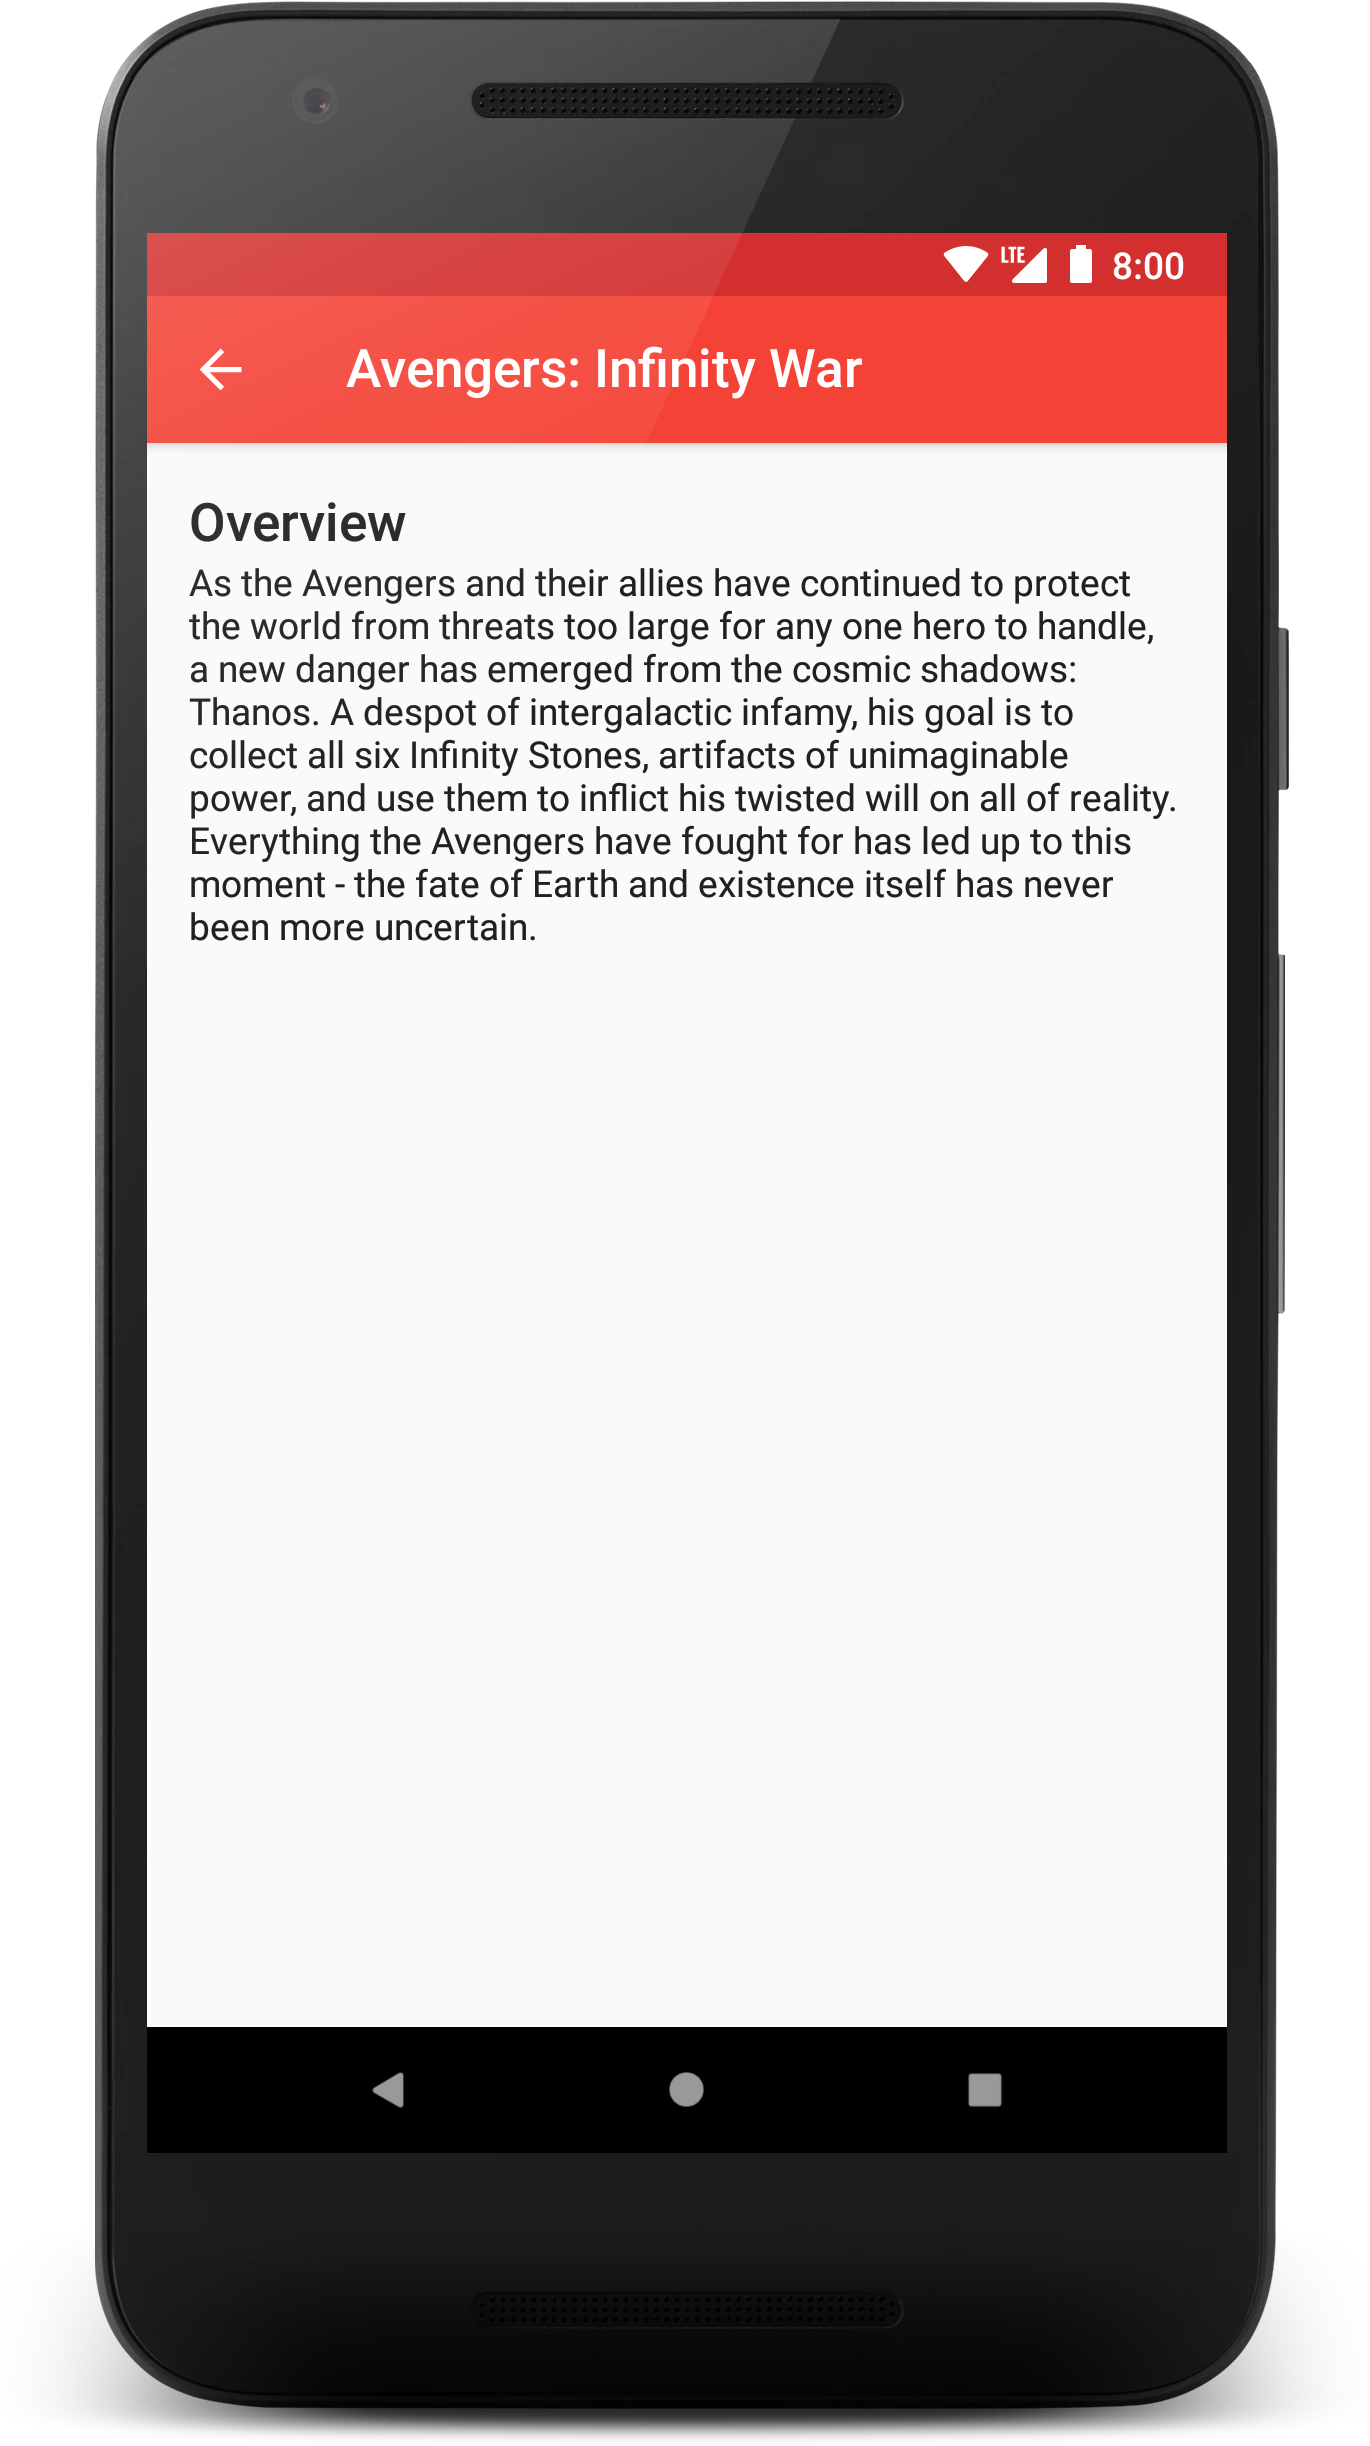 LTE 8:00
Avengers: Infinity War
Overview
As the Avengers and their allies have continued to protect
the world from threats too large for any one hero to handle,
a new danger has emerged from the cosmic shadows:
Thanos. A despot of intergalactic infamy, his goal is to
collect all six Infinity Stones, artifacts of unimaginable
power, and use them to inflict his twisted will on all of reality.
Everything the Avengers have fought for has led up to this
moment - the fate of Earth and existence itself has never
been more uncertain.